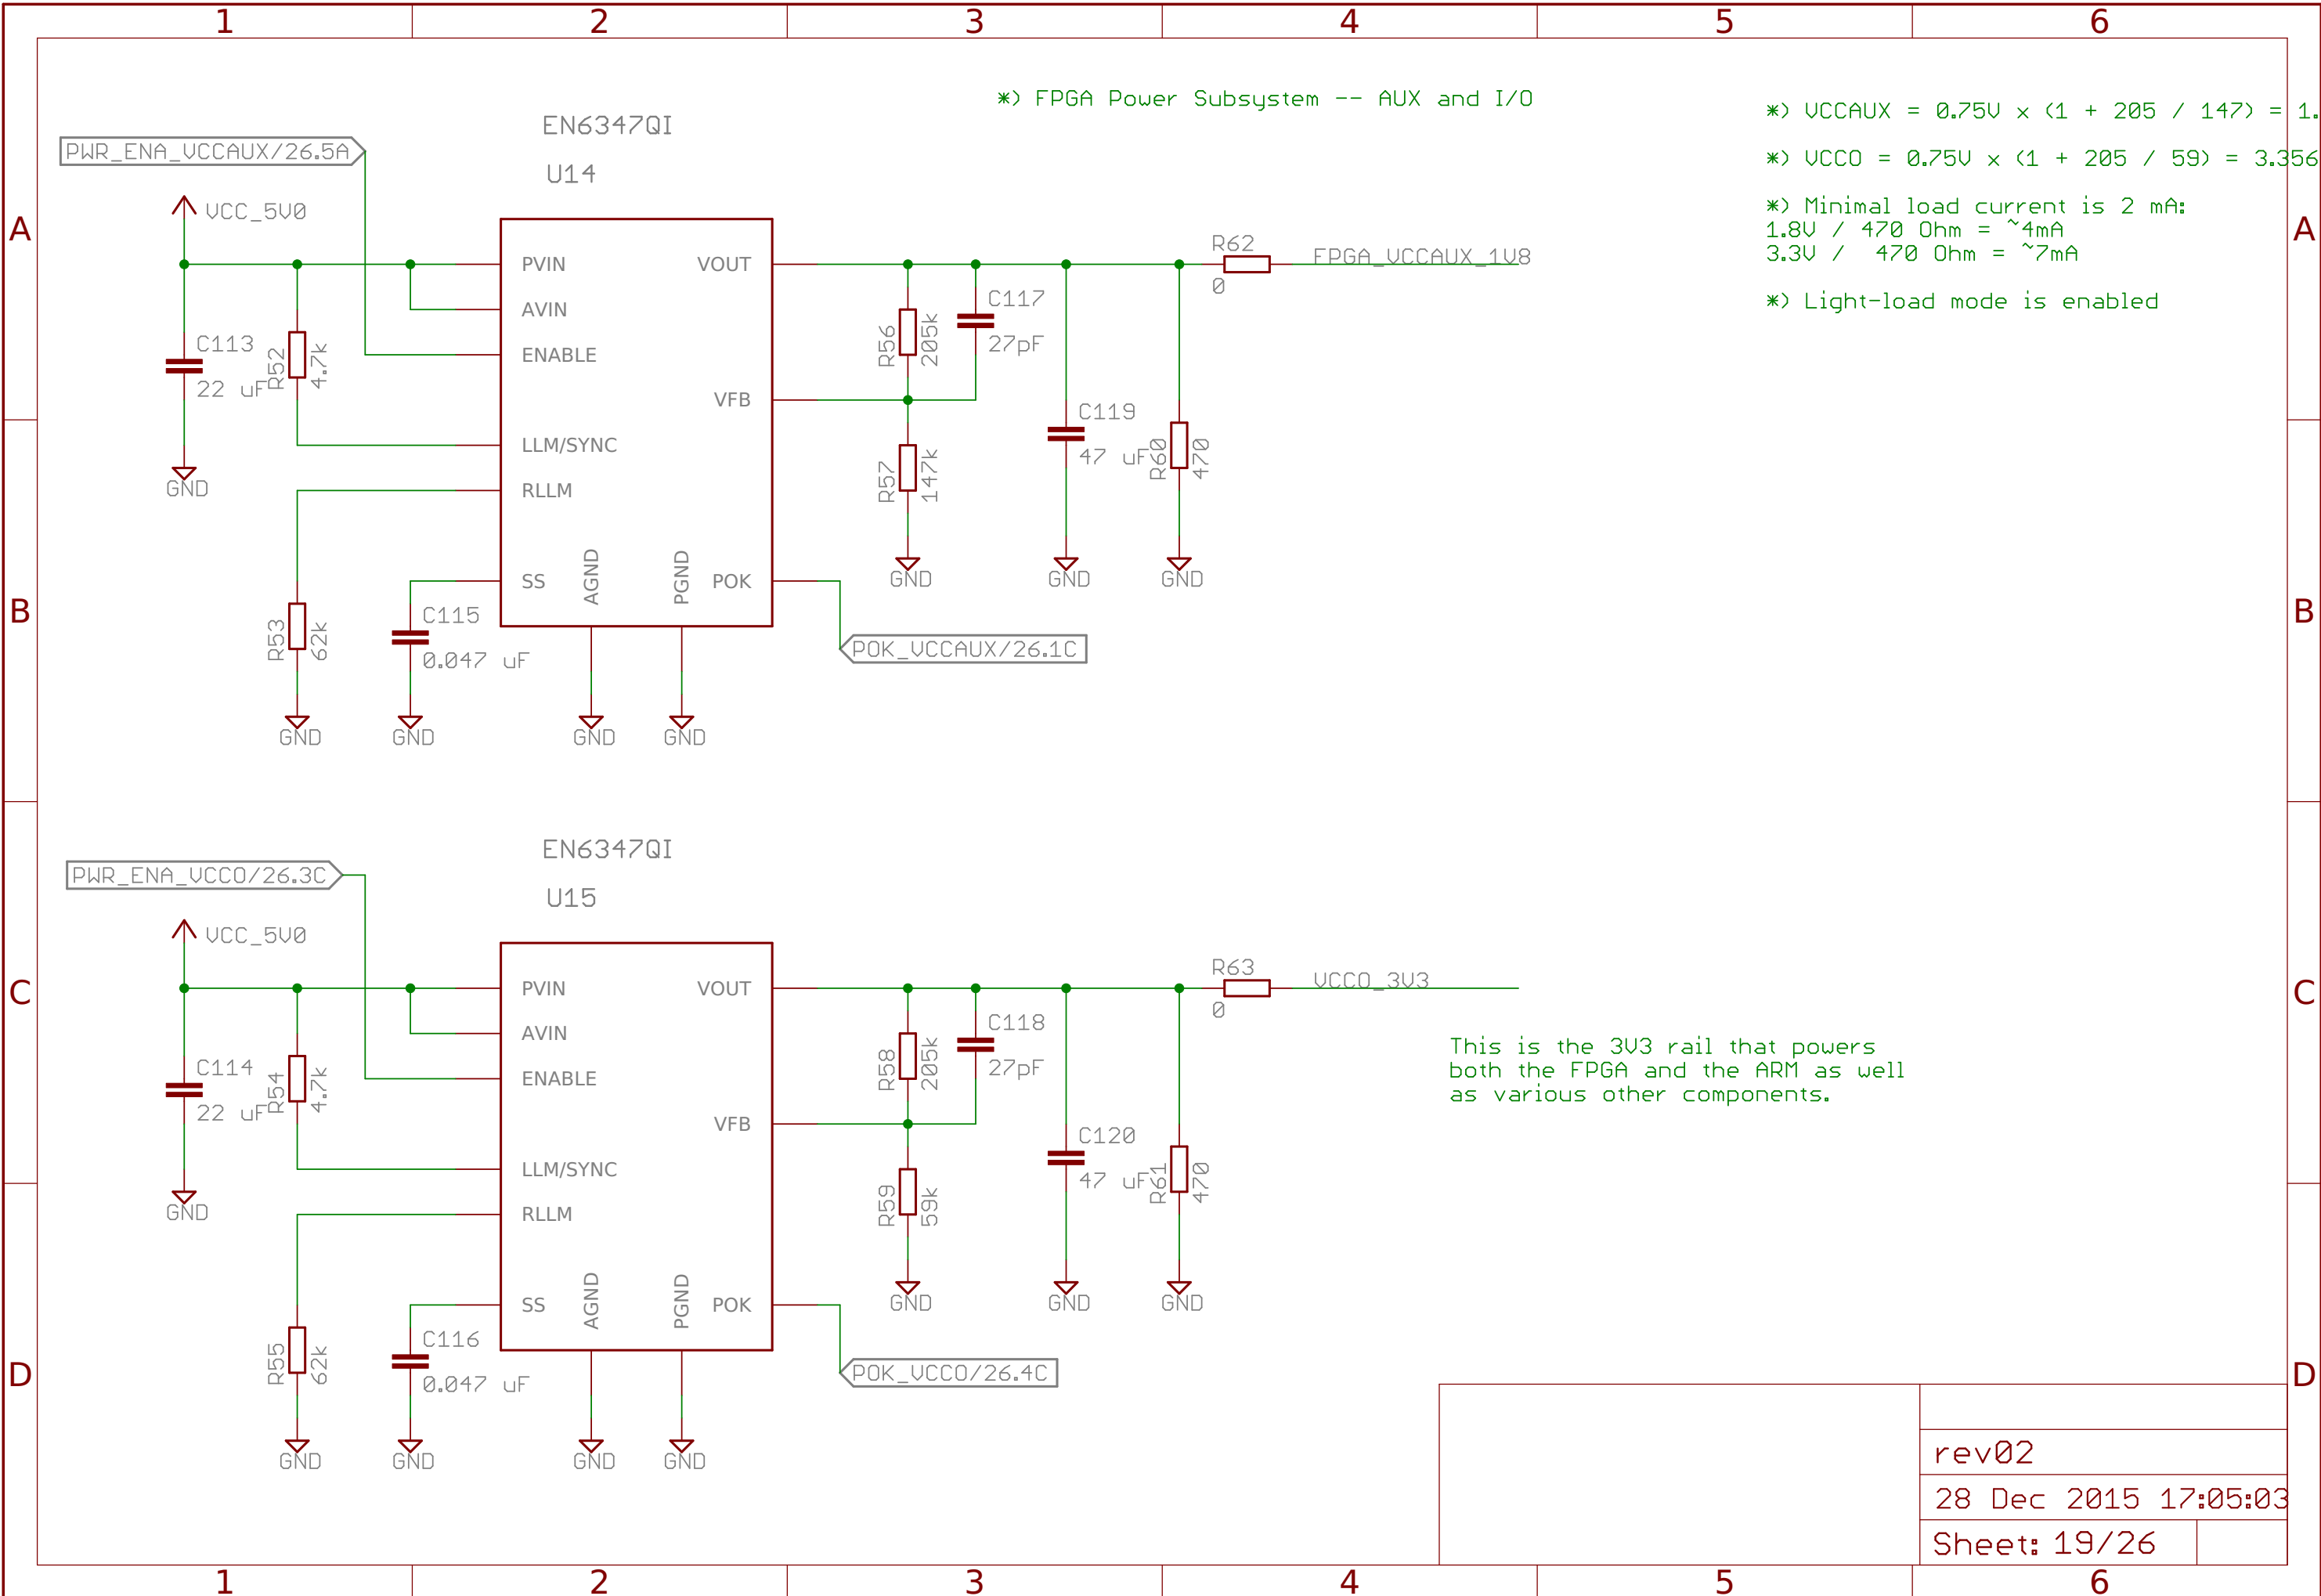 1 2 3 4 5 6
*) FPGA Power Subsystem -- AUX and I/O
*) VCCAUX = 0.75V x (1 + 205 / 147) = 1.
*) VCCO = 0.75V x (1 + 205 / 59) = 3.356
*) Minimal load current is 2 mA:
1.8V / 470 Ohm = ~4mA
3.3V / 470 Ohm = ~7mA
*) Light-load mode is enabled
A
A
EN6347QI
U14
PWR_ENA_VCCAUX/26.5A
VCC_5V0
PVIN
AVIN
ENABLE
LLM/SYNC
RLLM
SS
AGND
PGND
VOUT
VFB
POK
C113
22 uF
R52
4.7k
GND
R53
62k
GND
C115
0.047 uF
GND
GND
GND
R56
205k
C117
27pF
R57
147k
GND
C119
47 uF
GND
R60
470
GND
R62
0
FPGA_VCCAUX_1V8
POK_VCCAUX/26.1C
B
B
EN6347QI
U15
PWR_ENA_VCCO/26.3C
VCC_5V0
PVIN
AVIN
ENABLE
LLM/SYNC
RLLM
SS
AGND
PGND
VOUT
VFB
POK
C114
22 uF
R54
4.7k
GND
R55
62k
GND
C116
0.047 uF
GND
GND
GND
R58
205k
C118
27pF
R59
59k
GND
C120
47 uF
GND
R61
470
GND
R63
0
VCCO_3V3
POK_VCCO/26.4C
C
C
This is the 3V3 rail that powers
both the FPGA and the ARM as well
as various other components.
D
D
rev02
28 Dec 2015 17:05:03
Sheet: 19/26
1 2 3 4 5 6